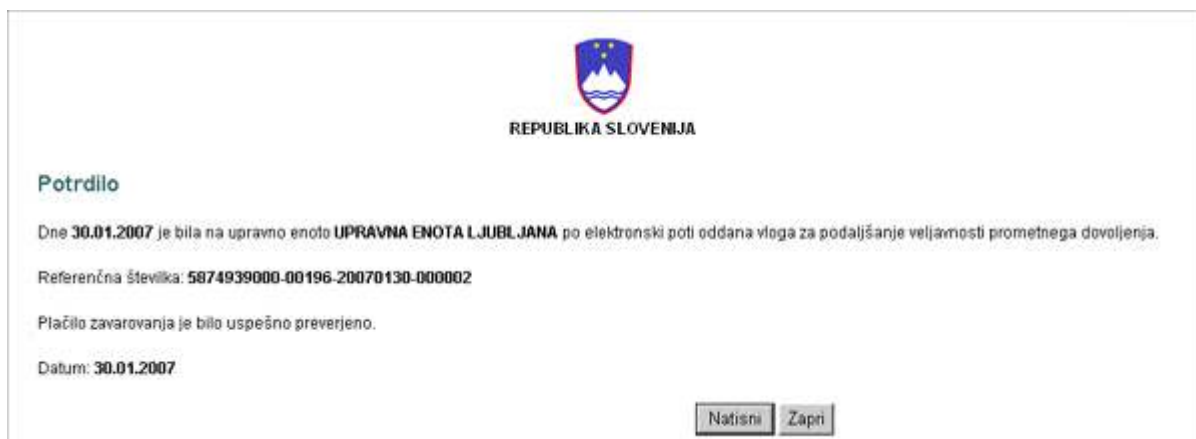 REPUBLIKA SLOVENIJA
Potrdilo
Dne 30.01.2007 je bila na upravno enoto UPRAVNA ENOTA LJUBLJANA po elektronski poti oddana vloga za podaljšanje veljavnosti prometnega dovoljenja.
Referenčna številka: 5874939000-00196-20070130-000002
Plačilo zavarovanja je bilo uspešno preverjeno.
Datum: 30.01.2007
Natisni Zapri